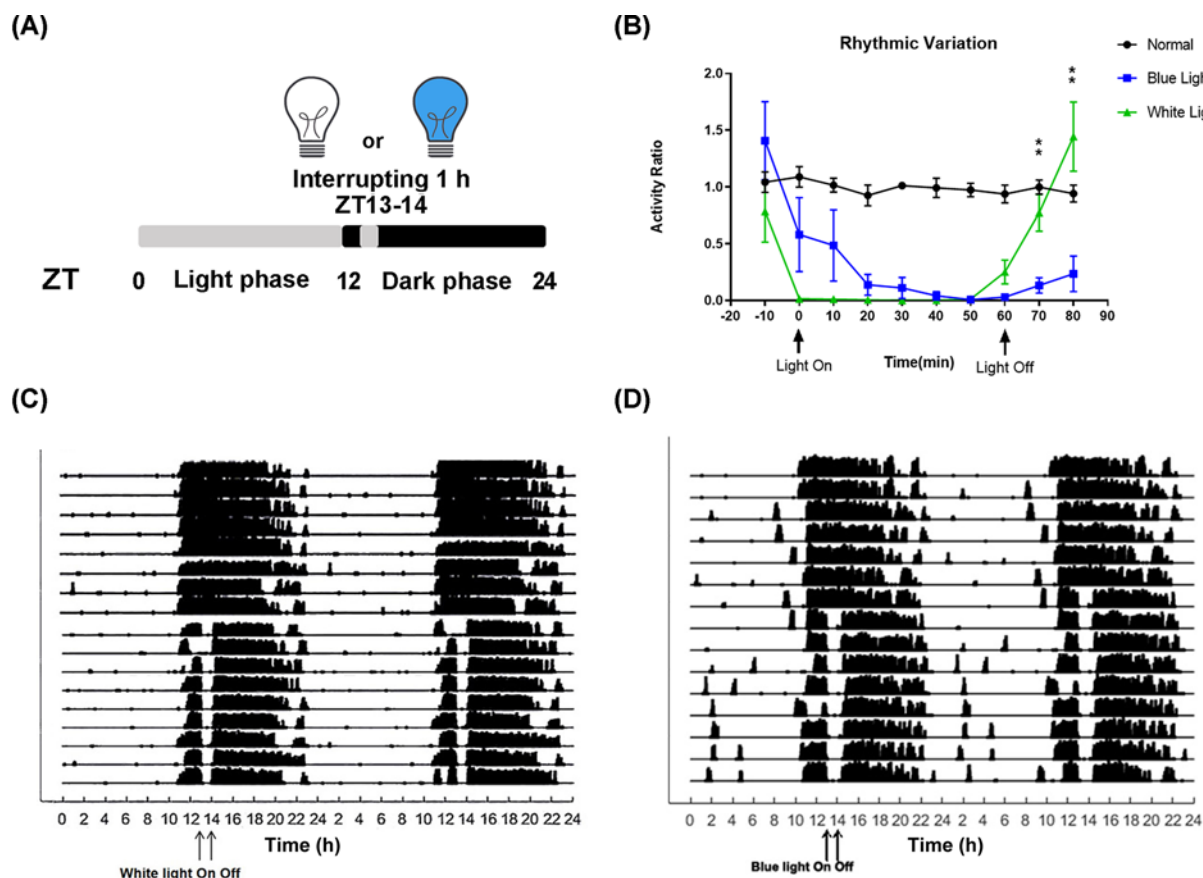 (A)
or
Interrupting 1 h
ZT13-14
ZT 0 Light phase 12 Dark phase 24
(B)
Rhythmic Variation
Normal
Blue Ligh
White Lig
Activity Ratio
2.0
1.5
1.0
0.5
0.0
* *
* *
-20 -10 0 10 20 30 40 50 60 70 80 90
Light On
Time(min)
Light Off
(C)
0 2 4 6 8 10 12 14 16 18 20 22 24 2 4 6 8 10 12 14 16 18 20 22 24
Time (h)
White light On Off
(D)
0 2 4 6 8 10 12 14 16 18 20 22 24 2 4 6 8 10 12 14 16 18 20 22 24
Time (h)
Blue light On Off